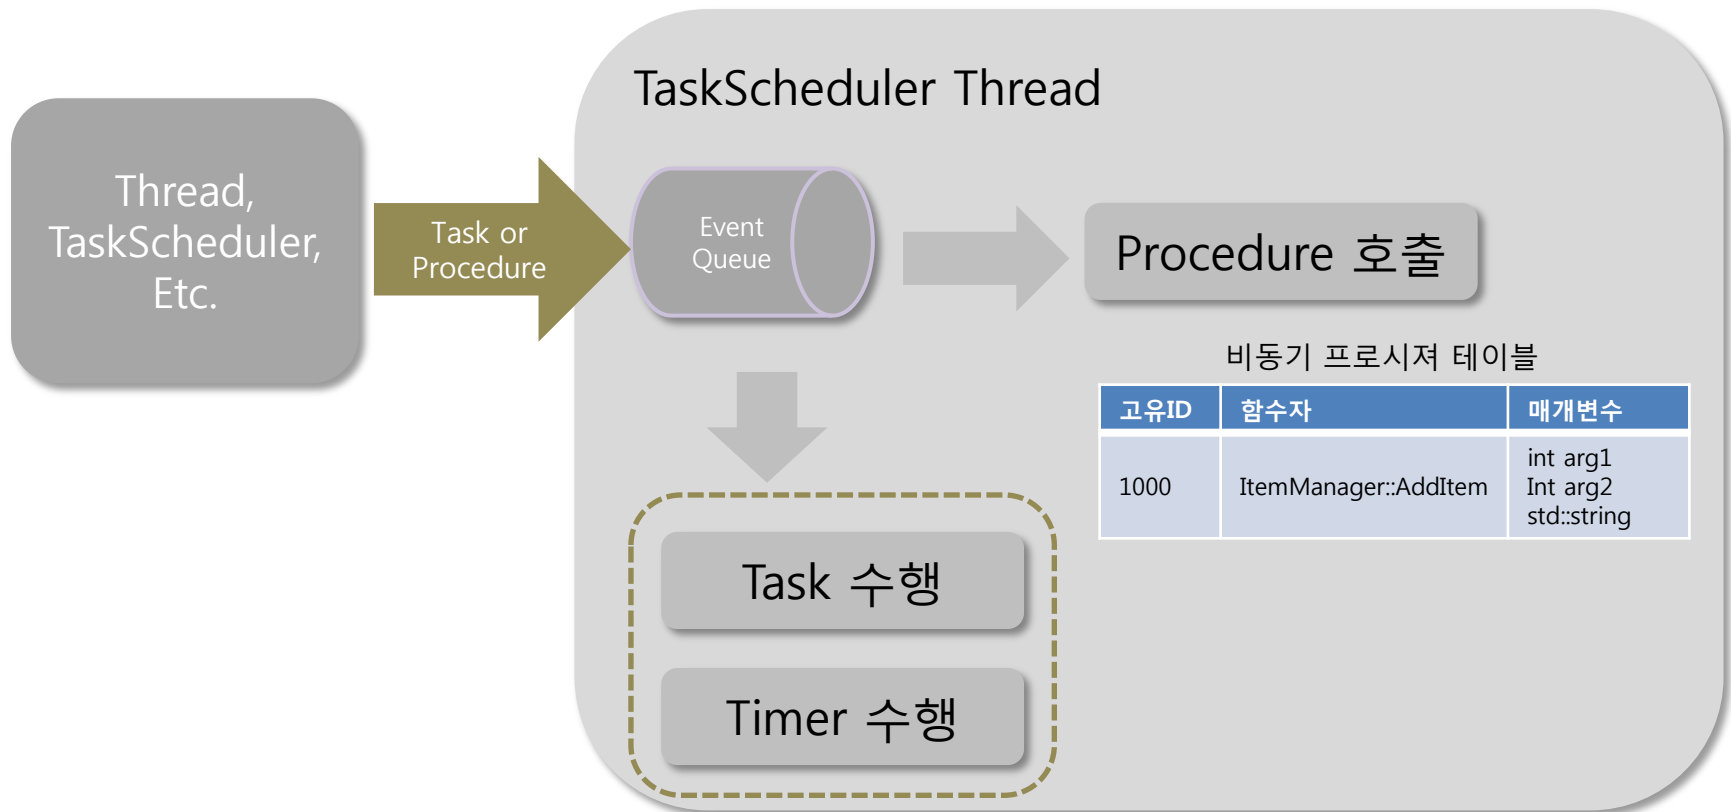 TaskScheduler Thread
Thread,
TaskScheduler,
Etc.
Task or
Procedure
Event
Queue
Procedure 호출
비동기 프로시져 테이블
고유ID 함수자 매개변수
1000 ItemManager::AddItem int arg1
Int arg2
std::string
Task 수행
Timer 수행